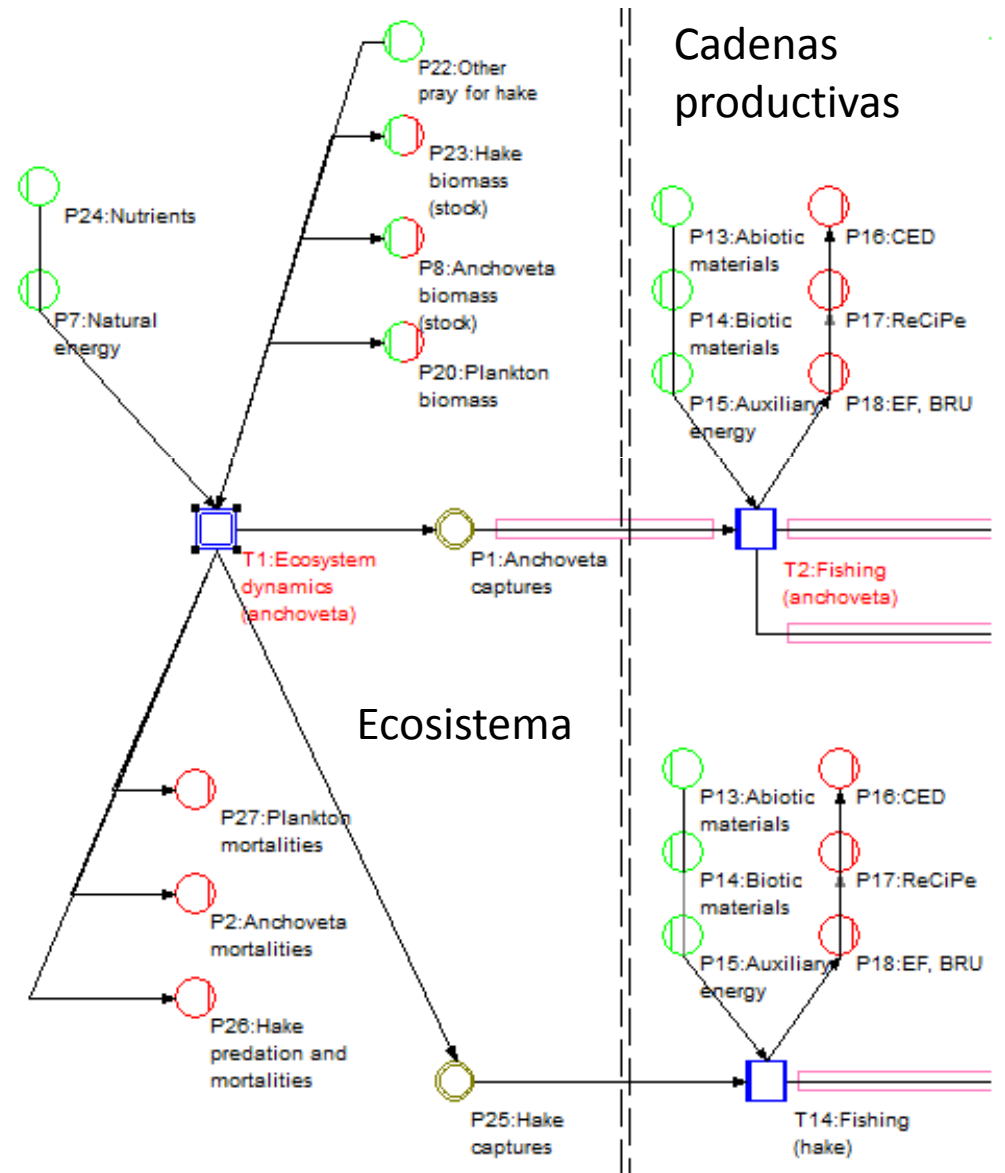 Cadenas
productivas
P22:Other
pray for hake
P23:Hake
biomass
(stock)
P24:Nutrients
P8:Anchoveta
biomass
(stock)
P7:Natural
energy
P20:Plankton
biomass
P13:Abiotic
materials
P16:CED
P14:Biotic
materials
P17:ReCiPe
P15:Auxiliary
energy
P18:EF, BRU
T1:Ecosystem
dynamics
(anchoveta)
P1:Anchoveta
captures
T2:Fishing
(anchoveta)
Ecosistema
P27:Plankton
mortalities
P2:Anchoveta
mortalities
P26:Hake
predation and
mortalities
P25:Hake
captures
P13:Abiotic
materials
P16:CED
P14:Biotic
materials
P17:ReCiPe
P15:Auxiliary
energy
P18:EF, BRU
T14:Fishing
(hake)